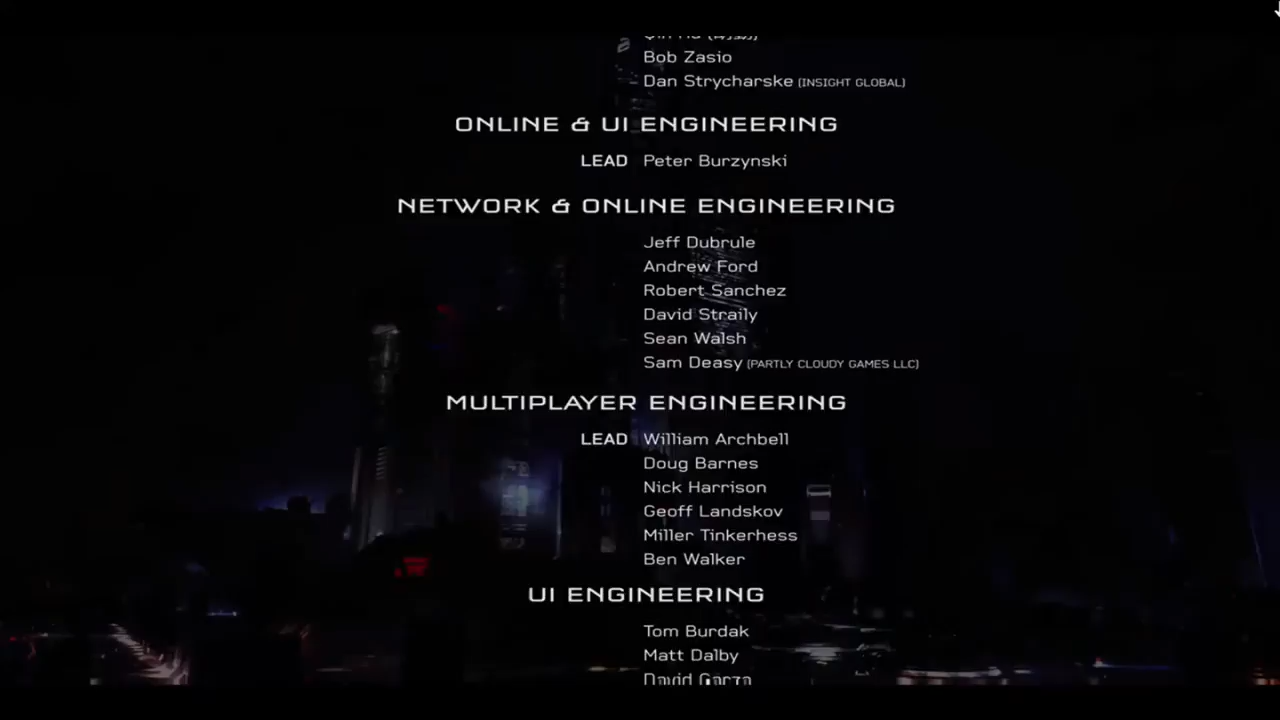 Bob Zasio
Dan Strycharske (INSIGHT GLOBAL)
ONLINE & UI ENGINEERING
LEAD Peter Burzynski
NETWORK & ONLINE ENGINEERING
Jeff Dubrule
Andrew Ford
Robert Sanchez
David Straily
Sean Walsh
Sam Deasy (PARTLY CLOUDY GAMES LLC)
MULTIPLAYER ENGINEERING
LEAD William Archbell
Doug Barnes
Nick Harrison
Geoff Landskov
Miller Tinkerhess
Ben Walker
UI ENGINEERING
Tom Burdak
Matt Dalby
David Garza